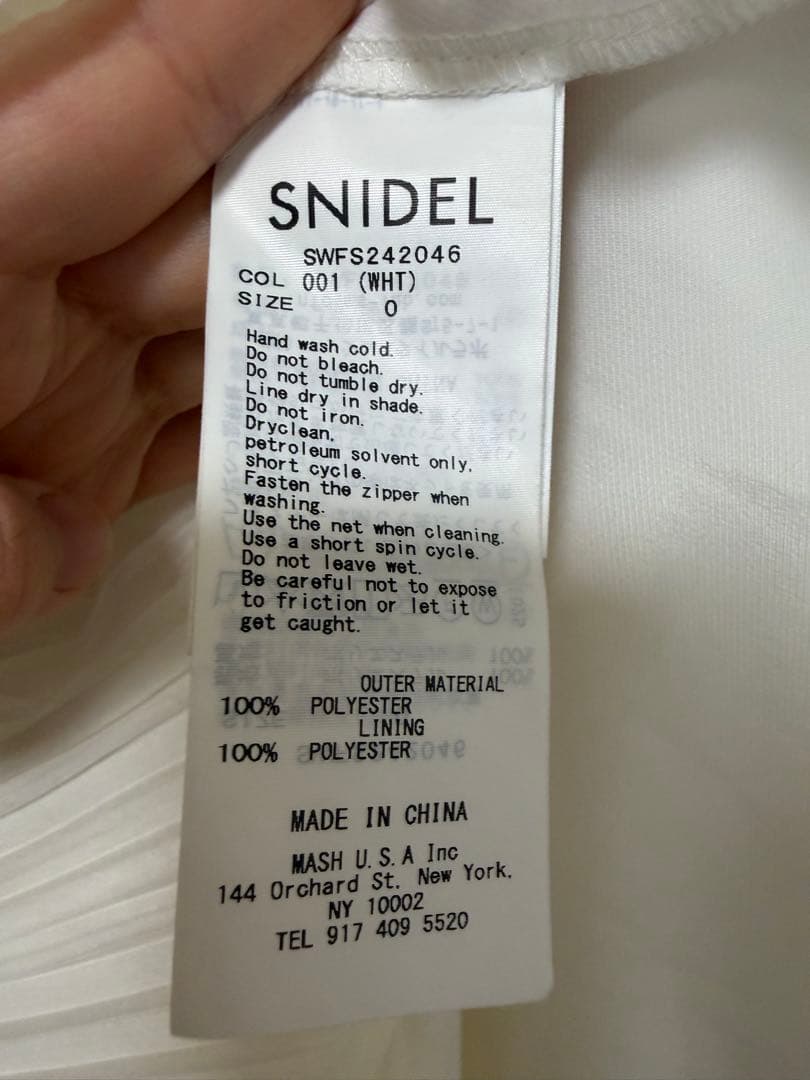 SNIDEL
SWFS242046
COL 001 (WHT)
SIZE 0
Hand wash cold.
Do not bleach.
Do not tumble dry.
Line dry in shade.
Do not iron.
Dryclean,
petroleum solvent only,
short cycle.
Fasten the zipper when
washing.
Use the net when cleaning.
Use a short spin cycle.
Do not leave wet.
Be careful not to expose
to friction or let it
get caught.
OUTER MATERIAL
100% POLYESTER
LINING
100% POLYESTER
MADE IN CHINA
MASH U.S.A Inc
144 Orchard St. New York.
NY 10002
TEL 917 409 5520